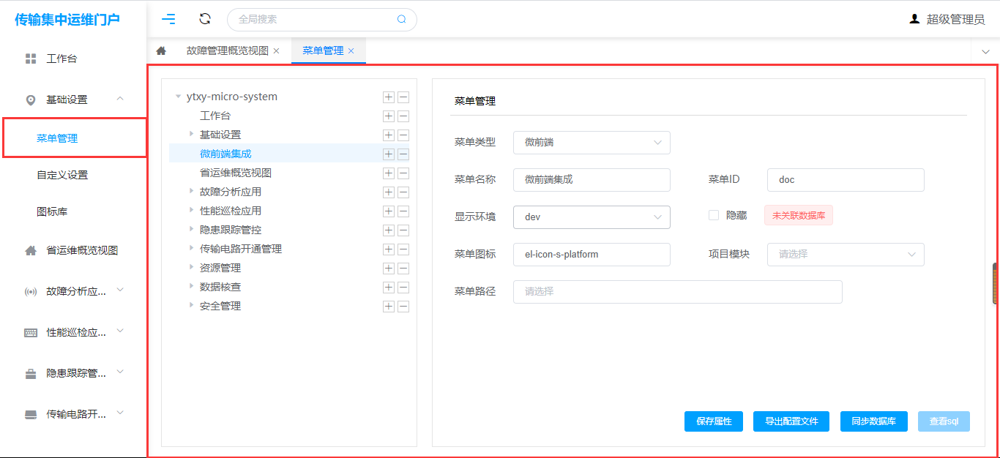 传输集中运维门户
全局搜索
超级管理员
故障管理概览视图
菜单管理
工作台
基础设置
菜单管理
自定义设置
图标库
省运维概览视图
故障分析应...
性能巡检应...
隐患跟踪管...
传输电路开...
ytxy-micro-system
工作台
基础设置
微前端集成
省运维概览视图
故障分析应用
性能巡检应用
隐患跟踪管控
传输电路开通管理
资源管理
数据核查
安全管理
菜单管理
菜单类型 微前端
菜单名称 微前端集成 菜单ID doc
显示环境 dev 隐藏 未关联数据库
菜单图标 el-icon-s-platform 项目模块 请选择
菜单路径 请选择
保存属性 导出配置文件 同步数据库 查看sql